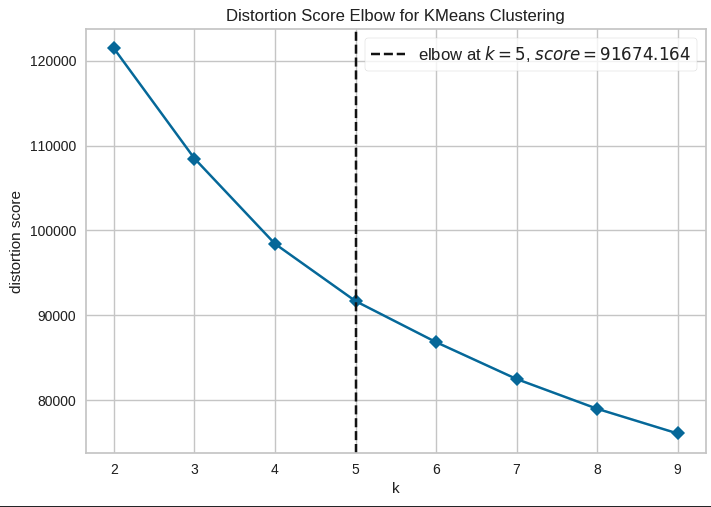 Distortion Score Elbow for KMeans Clustering
elbow at k = 5, score = 91674.164
distortion score
120000
110000
100000
90000
80000
2 3 4 5 6 7 8 9
k